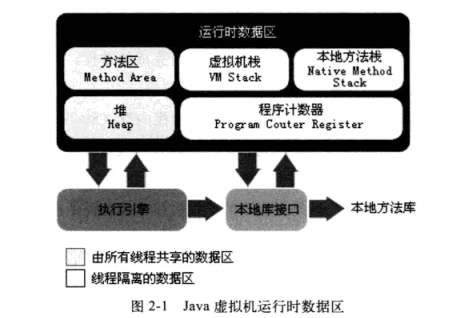 运行时数据区
方法区
Method Area
虚拟机栈
VM Stack
本地方法栈
Native Method
Stack
堆
Heap
程序计数器
Program Couter Register
执行引擎
本地库接口
本地方法库
由所有线程共享的数据区
线程隔离的数据区
图 2-1 Java 虚拟机运行时数据区